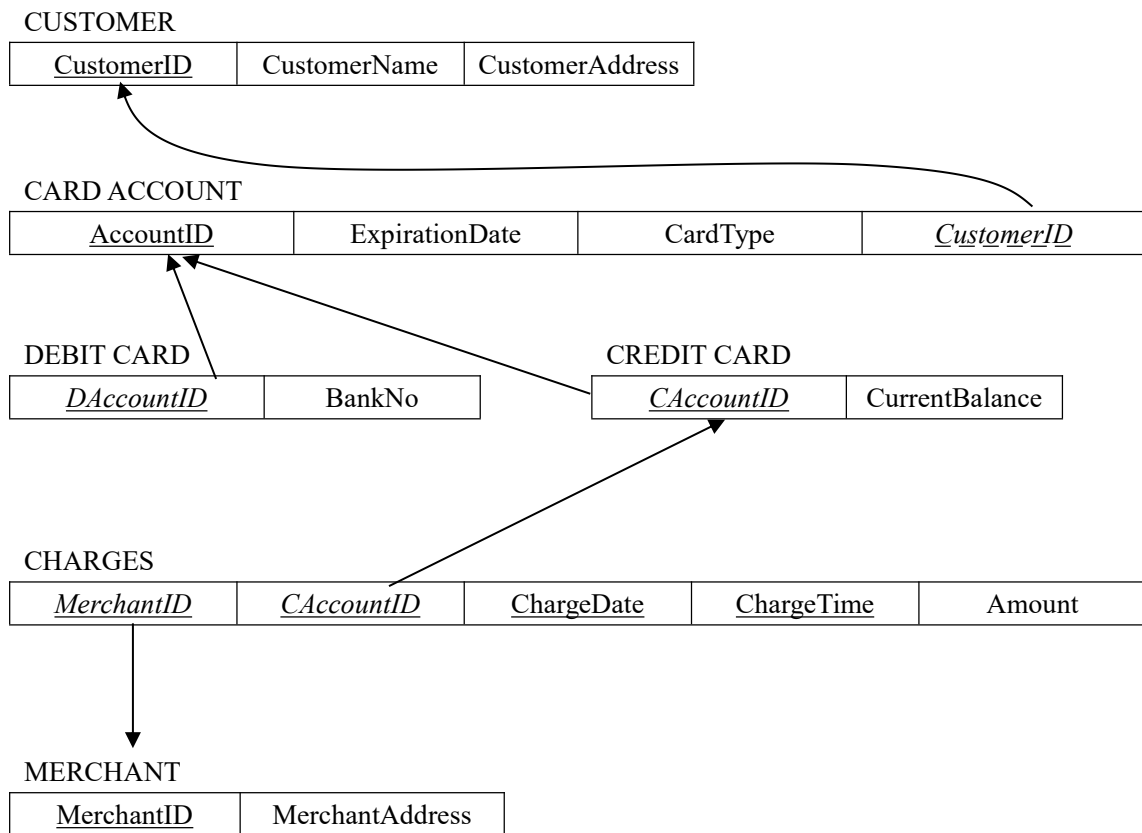 CUSTOMER
CustomerID CustomerName CustomerAddress
CARD ACCOUNT
AccountID ExpirationDate CardType CustomerID
DEBIT CARD CREDIT CARD
DAccountID BankNo CAccountID CurrentBalance
CHARGES
MerchantID CAccountID ChargeDate ChargeTime Amount
MERCHANT
MerchantID MerchantAddress